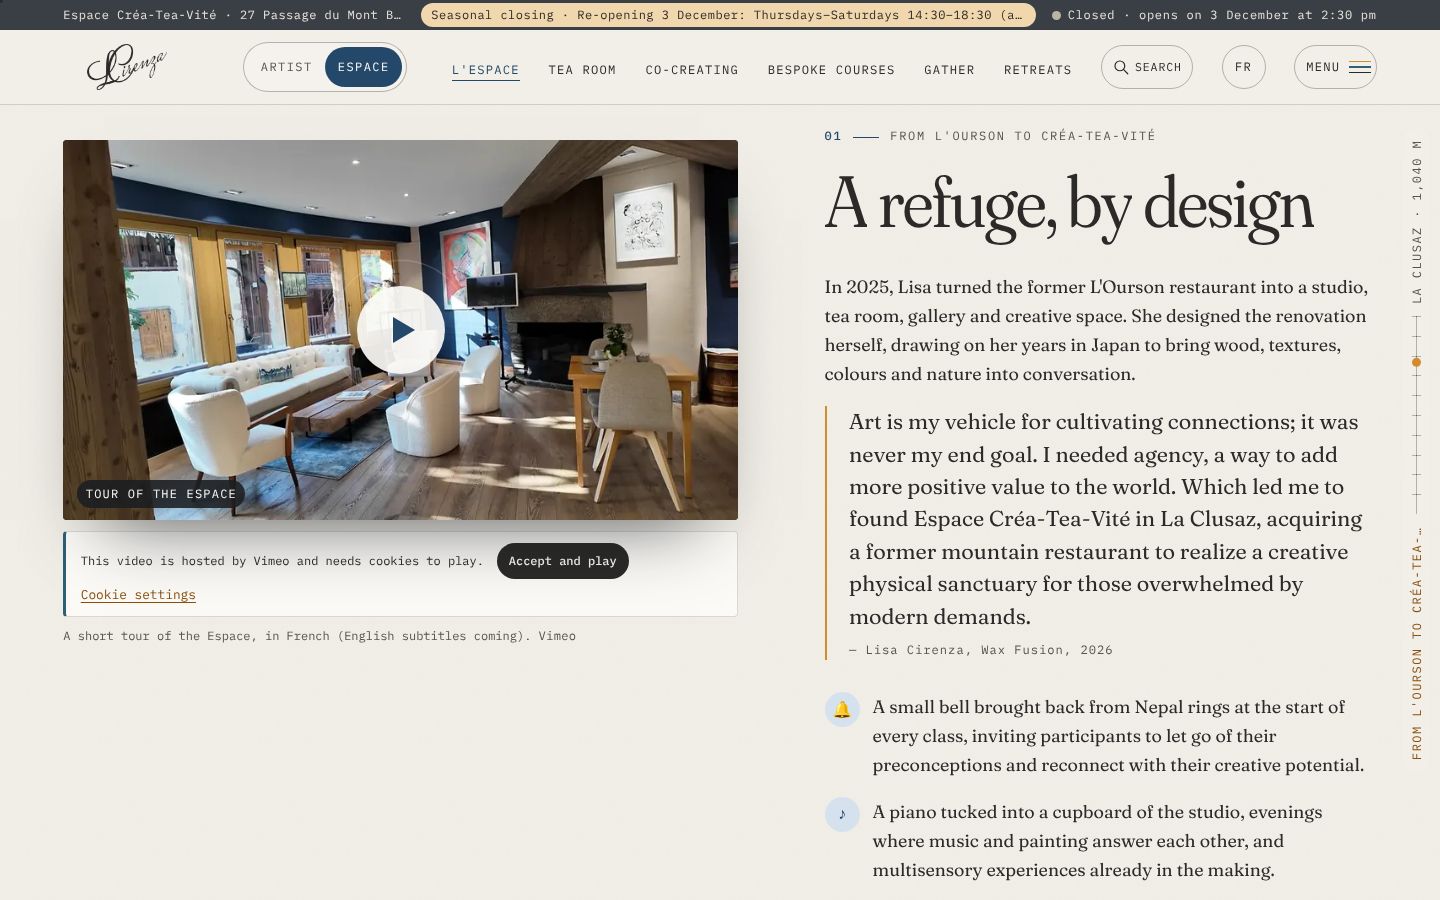 Espace Créa-Tea-Vité · 27 Passage du Mont B…
Seasonal closing · Re-opening 3 December: Thursdays–Saturdays 14:30–18:30 (a…
Closed · opens on 3 December at 2:30 pm
Lirenza
ARTIST
ESPACE
L'ESPACE
TEA ROOM
CO-CREATING
BESPOKE COURSES
GATHER
RETREATS
SEARCH
FR
MENU
TOUR OF THE ESPACE
This video is hosted by Vimeo and needs cookies to play.
Accept and play
Cookie settings
A short tour of the Espace, in French (English subtitles coming). Vimeo
01 — FROM L'OURSON TO CRÉA-TEA-VITÉ
A refuge, by design
In 2025, Lisa turned the former L'Ourson restaurant into a studio,
tea room, gallery and creative space. She designed the renovation
herself, drawing on her years in Japan to bring wood, textures,
colours and nature into conversation.
Art is my vehicle for cultivating connections; it was
never my end goal. I needed agency, a way to add
more positive value to the world. Which led me to
found Espace Créa-Tea-Vité in La Clusaz, acquiring
a former mountain restaurant to realize a creative
physical sanctuary for those overwhelmed by
modern demands.
— Lisa Cirenza, Wax Fusion, 2026
A small bell brought back from Nepal rings at the start of
every class, inviting participants to let go of their
preconceptions and reconnect with their creative potential.
A piano tucked into a cupboard of the studio, evenings
where music and painting answer each other, and
multisensory experiences already in the making.
LA CLUSAZ · 1,040 M
FROM L'OURSON TO CRÉA-TEA-…